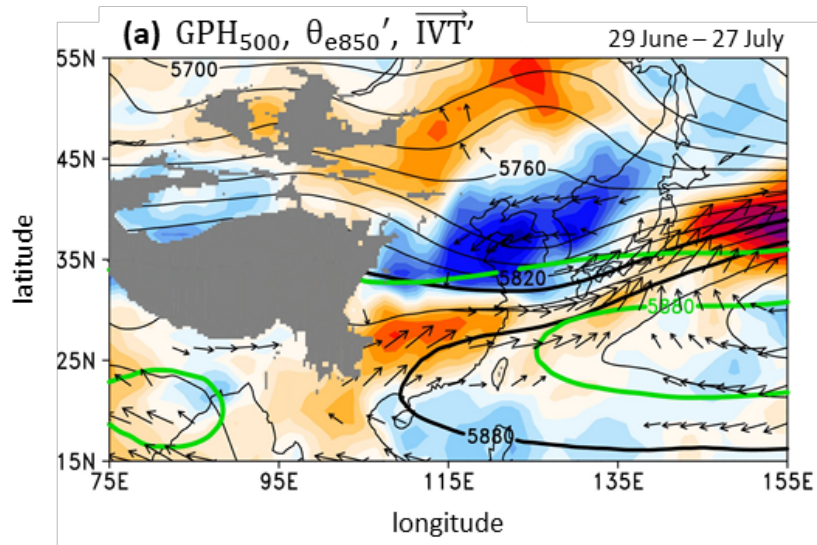 (a) GPH₅₀₀, θₑ₈₅₀′, IVT′
29 June – 27 July
55N
5700
45N
5760
latitude
35N
5820
5880
25N
5880
15N
75E 95E 115E 135E 155E
longitude